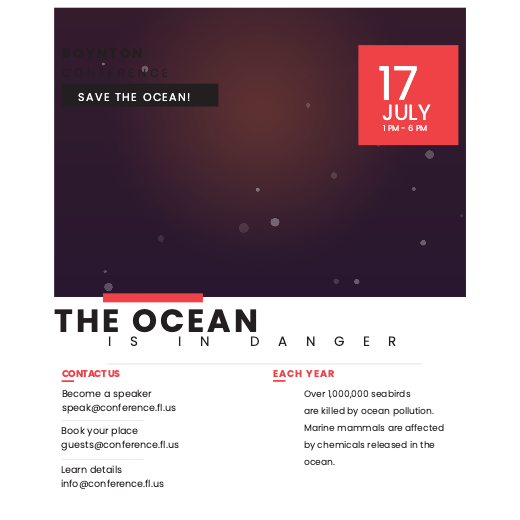 BOYNTON
CONFERENCE
SAVE THE OCEAN!
17
JULY
1 PM - 6 PM
THE OCEAN
IS IN DANGER
CONTACT US
Become a speaker
speak@conference.fl.us
Book your place
guests@conference.fl.us
Learn details
info@conference.fl.us
EACH YEAR
Over 1,000,000 seabirds
are killed by ocean pollution.
Marine mammals are affected
by chemicals released in the
ocean.